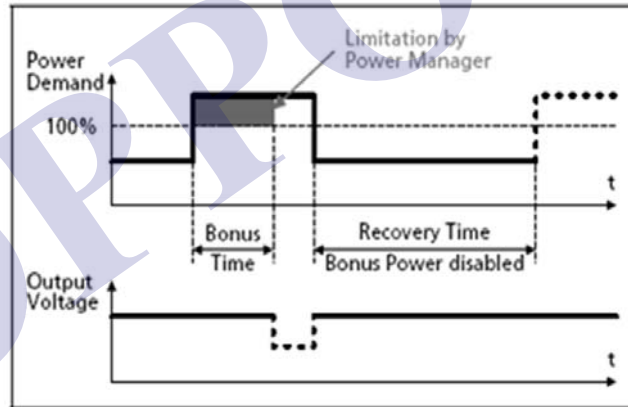 Limitation by
Power Manager
Power
Demand
100%
t
Bonus
Time
Recovery Time
Bonus Power disabled
Output
Voltage
t